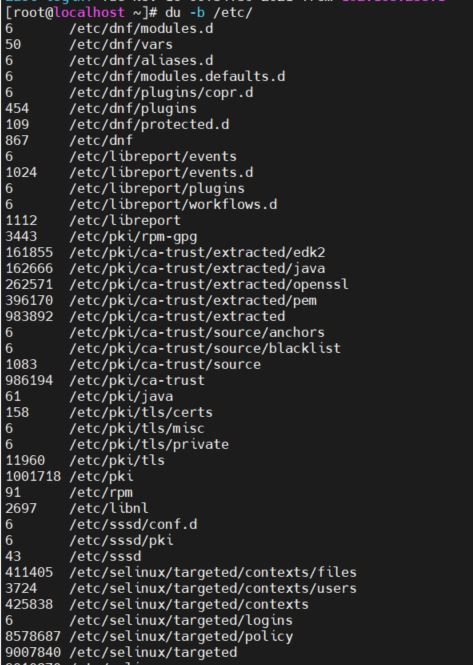 [root@localhost ~]# du -b /etc/
6 /etc/dnf/modules.d
50 /etc/dnf/vars
6 /etc/dnf/aliases.d
6 /etc/dnf/modules.defaults.d
6 /etc/dnf/plugins/copr.d
454 /etc/dnf/plugins
109 /etc/dnf/protected.d
867 /etc/dnf
6 /etc/libreport/events
1024 /etc/libreport/events.d
6 /etc/libreport/plugins
6 /etc/libreport/workflows.d
1112 /etc/libreport
3443 /etc/pki/rpm-gpg
161855 /etc/pki/ca-trust/extracted/edk2
162666 /etc/pki/ca-trust/extracted/java
262571 /etc/pki/ca-trust/extracted/openssl
396170 /etc/pki/ca-trust/extracted/pem
983892 /etc/pki/ca-trust/extracted
6 /etc/pki/ca-trust/source/anchors
6 /etc/pki/ca-trust/source/blacklist
1083 /etc/pki/ca-trust/source
986194 /etc/pki/ca-trust
61 /etc/pki/java
158 /etc/pki/tls/certs
6 /etc/pki/tls/misc
6 /etc/pki/tls/private
11960 /etc/pki/tls
1001718 /etc/pki
91 /etc/rpm
2697 /etc/libnl
6 /etc/sssd/conf.d
6 /etc/sssd/pki
43 /etc/sssd
411405 /etc/selinux/targeted/contexts/files
3724 /etc/selinux/targeted/contexts/users
425838 /etc/selinux/targeted/contexts
6 /etc/selinux/targeted/logins
8578687 /etc/selinux/targeted/policy
9007840 /etc/selinux/targeted